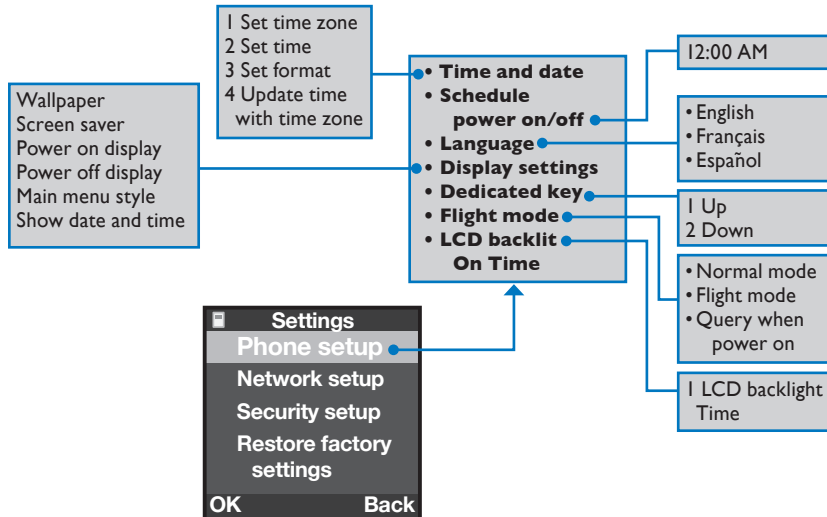 1 Set time zone
2 Set time
3 Set format
4 Update time
with time zone
Wallpaper
Screen saver
Power on display
Power off display
Main menu style
Show date and time
• Time and date
• Schedule
power on/off
• Language
• Display settings
• Dedicated key
• Flight mode
• LCD backlit
On Time
12:00 AM
• English
• Français
• Español
1 Up
2 Down
• Normal mode
• Flight mode
• Query when
power on
1 LCD backlight
Time
Settings
Phone setup
Network setup
Security setup
Restore factory
settings
OK Back